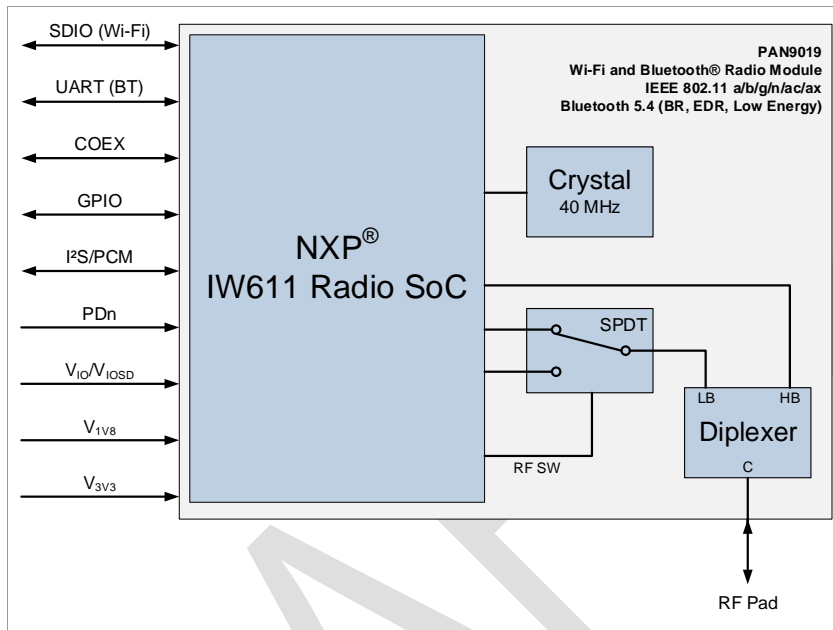 SDIO (Wi-Fi)
UART (BT)
COEX
GPIO
I²S/PCM
PDn
VIO/VIOSD
V1V8
V3V3
NXP®
IW611 Radio SoC
PAN9019
Wi-Fi and Bluetooth® Radio Module
IEEE 802.11 a/b/g/n/ac/ax
Bluetooth 5.4 (BR, EDR, Low Energy)
Crystal
40 MHz
SPDT
RF SW
LB
HB
Diplexer
C
RF Pad